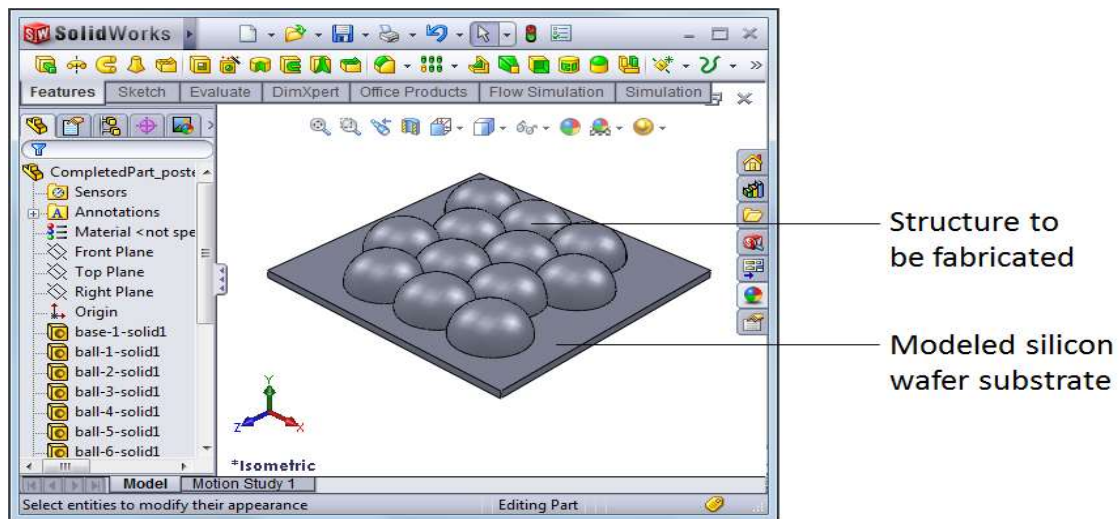 SolidWorks
Features Sketch Evaluate DimXpert Office Products Flow Simulation Simulation
CompletedPart_poste
Sensors
Annotations
Material <not spe
Front Plane
Top Plane
Right Plane
Origin
base-1-solid1
ball-1-solid1
ball-2-solid1
ball-3-solid1
ball-4-solid1
ball-5-solid1
ball-6-solid1
Y
Z
X
*Isometric
Model Motion Study 1
Select entities to modify their appearance Editing Part
Structure to
be fabricated
Modeled silicon
wafer substrate